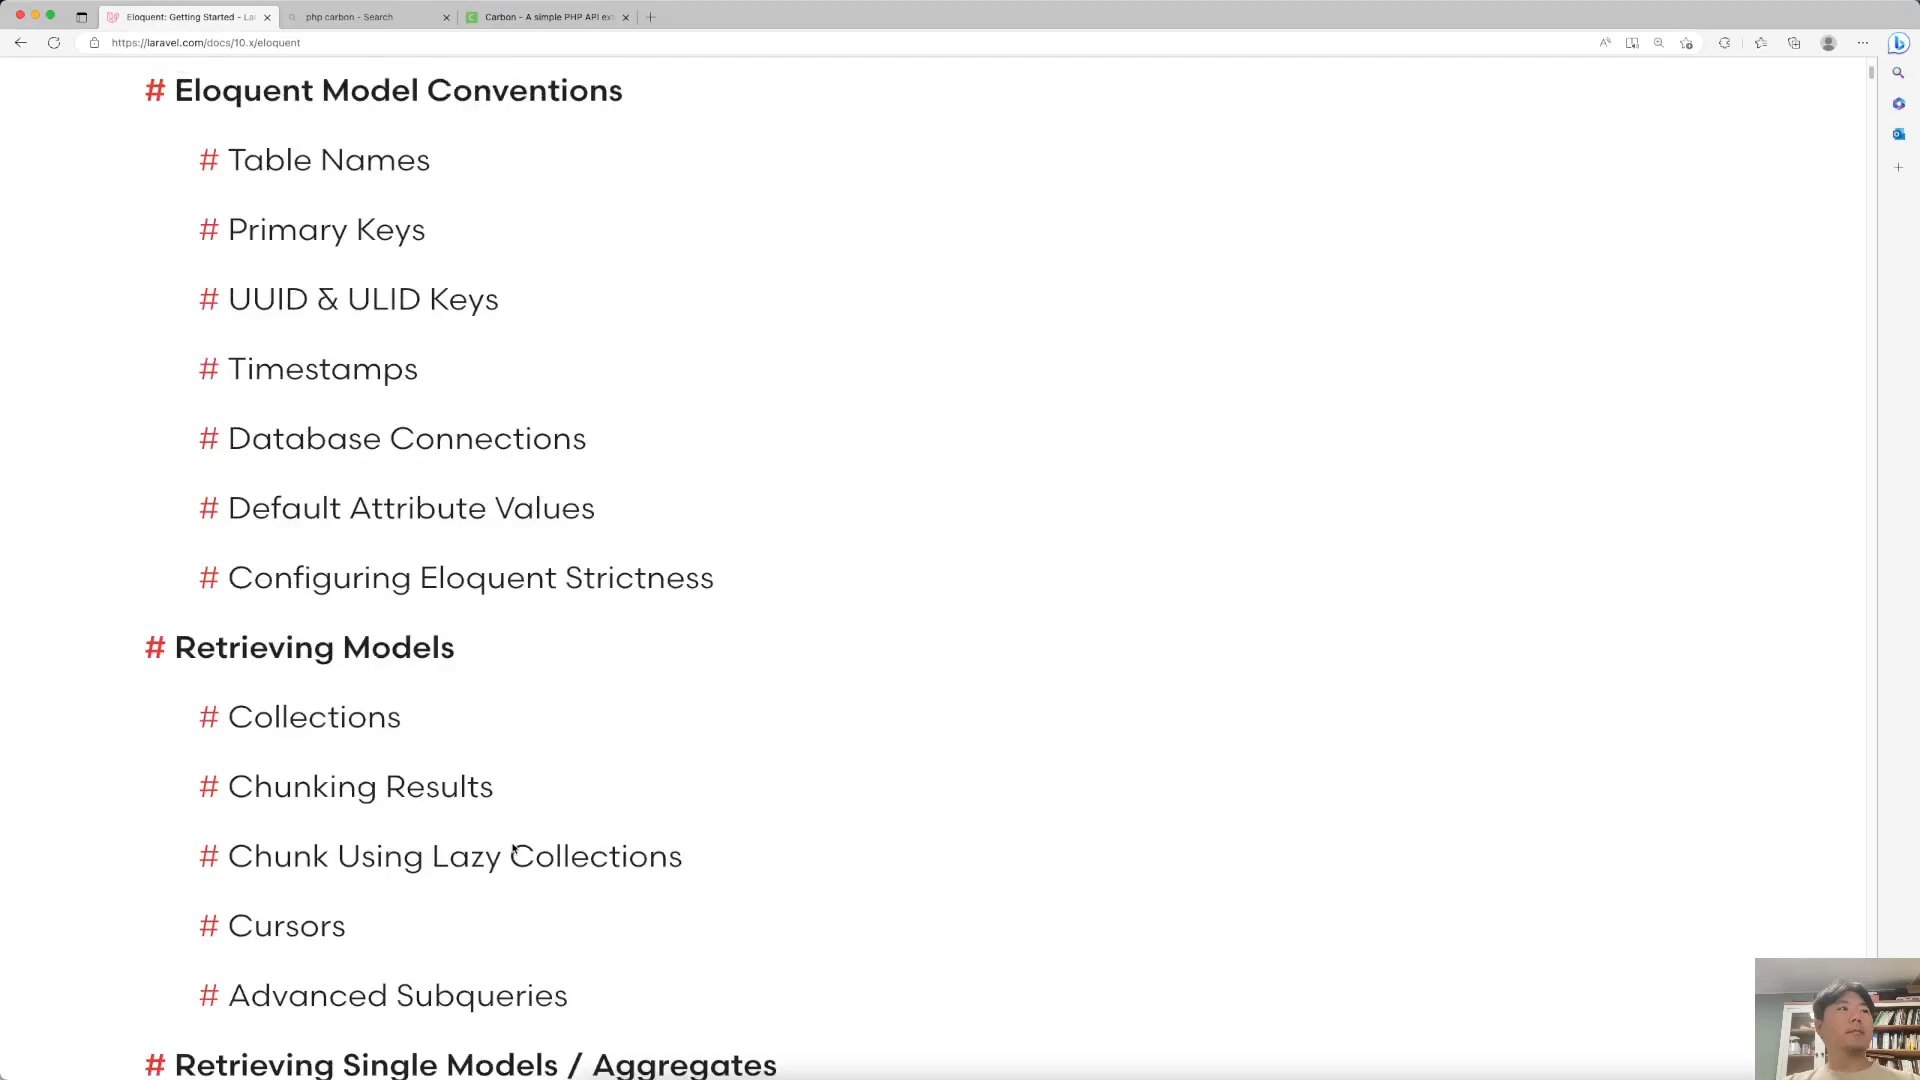 Eloquent: Getting Started - La
php carbon - Search
Carbon - A simple PHP API ext
https://laravel.com/docs/10.x/eloquent
# Eloquent Model Conventions
# Table Names
# Primary Keys
# UUID & ULID Keys
# Timestamps
# Database Connections
# Default Attribute Values
# Configuring Eloquent Strictness
# Retrieving Models
# Collections
# Chunking Results
# Chunk Using Lazy Collections
# Cursors
# Advanced Subqueries
# Retrieving Single Models / Aggregates